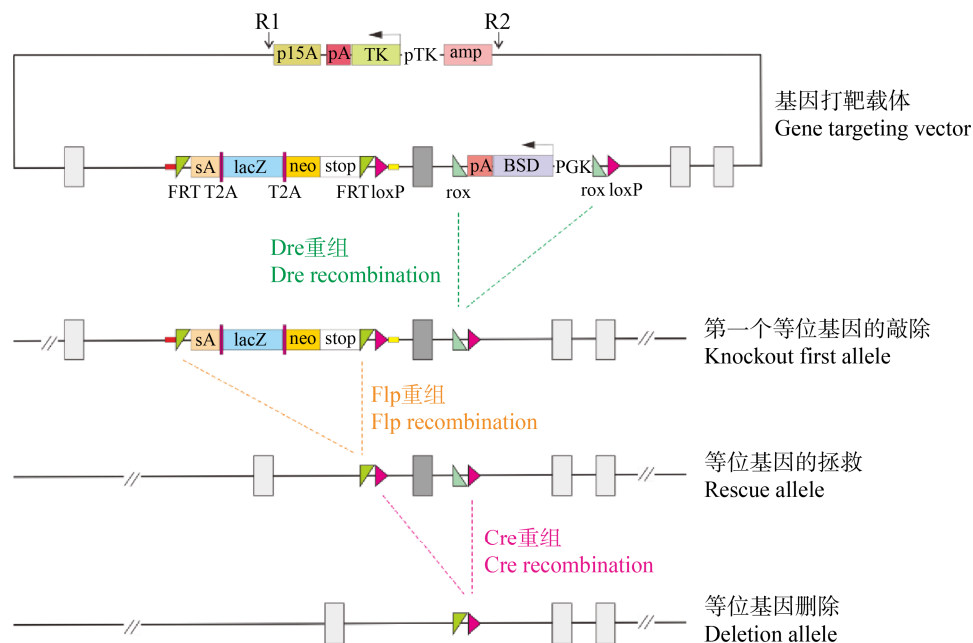 R1
R2
p15A
pA
TK
pTK
amp
基因打靶载体
Gene targeting vector
sA
lacZ
neo
stop
pA
BSD
PGK
FRT
T2A
T2A
FRT
loxP
rox
rox
loxP
Dre重组
Dre recombination
sA
lacZ
neo
stop
第一个等位基因的敲除
Knockout first allele
Flp重组
Flp recombination
等位基因的拯救
Rescue allele
Cre重组
Cre recombination
等位基因删除
Deletion allele